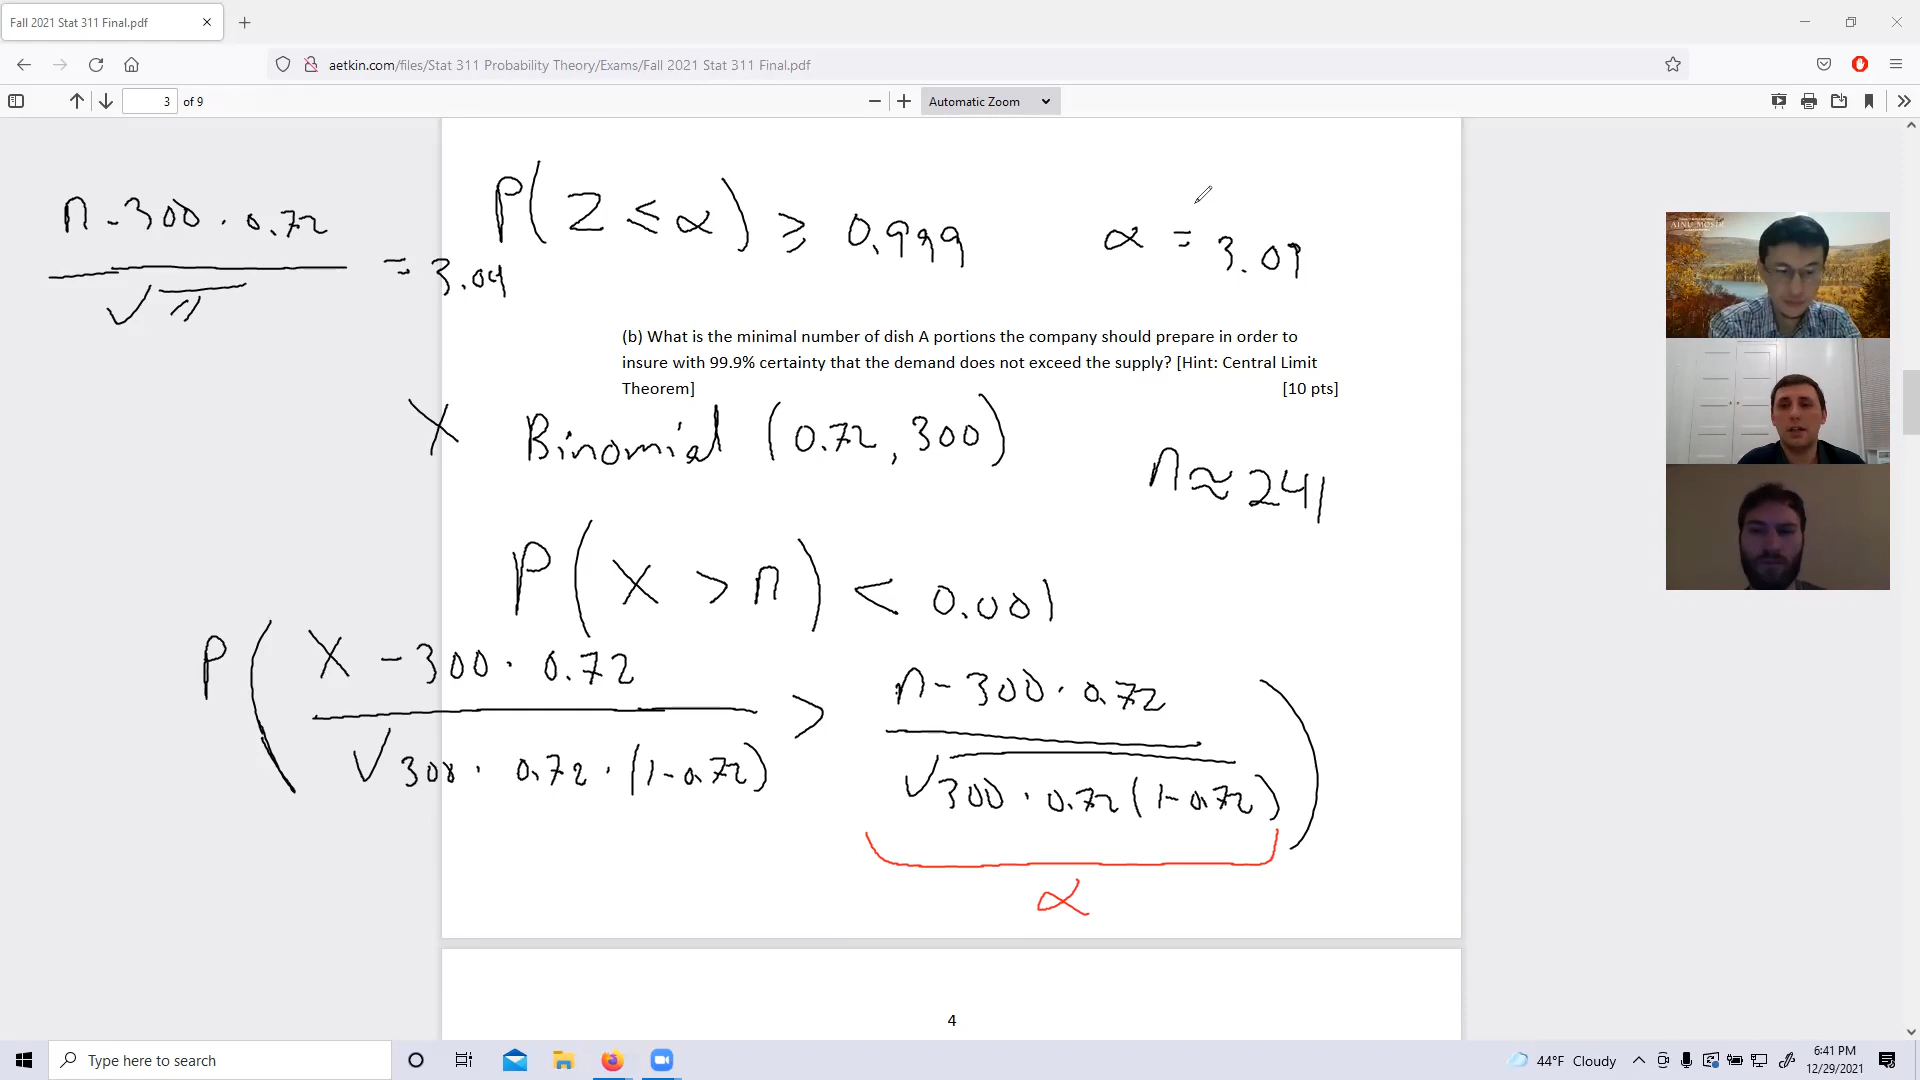 Fall 2021 Stat 311 Final.pdf
aetkin.com/files/Stat 311 Probability Theory/Exams/Fall 2021 Stat 311 Final.pdf
3 of 9
Automatic Zoom
n - 300 · 0.72
√〃
= 3.09
P(Z ≤ α) ≥ 0.999
α = 3.09
(b) What is the minimal number of dish A portions the company should prepare in order to
insure with 99.9% certainty that the demand does not exceed the supply? [Hint: Central Limit
Theorem] [10 pts]
X Binomial (0.72, 300)
n ≈ 241
P(X > n) < 0.001
P( X - 300 · 0.72 / √300 · 0.72 · (1-0.72) > n - 300 · 0.72 / √300 · 0.72 (1-0.72) )
α
4
AINU MOSIR
Type here to search
44°F Cloudy
6:41 PM
12/29/2021